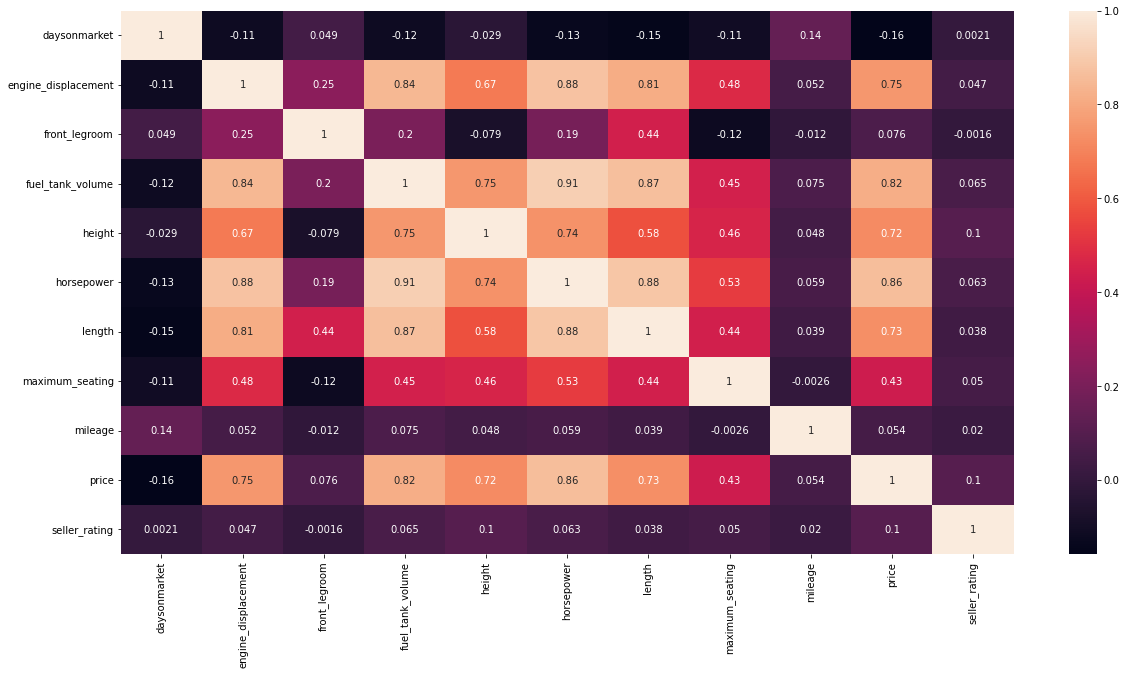 1.0
daysonmarket 1 -0.11 0.049 -0.12 -0.029 -0.13 -0.15 -0.11 0.14 -0.16 0.0021
engine_displacement -0.11 1 0.25 0.84 0.67 0.88 0.81 0.48 0.052 0.75 0.047
0.8
front_legroom 0.049 0.25 1 0.2 -0.079 0.19 0.44 -0.12 -0.012 0.076 -0.0016
fuel_tank_volume -0.12 0.84 0.2 1 0.75 0.91 0.87 0.45 0.075 0.82 0.065
0.6
height -0.029 0.67 -0.079 0.75 1 0.74 0.58 0.46 0.048 0.72 0.1
horsepower -0.13 0.88 0.19 0.91 0.74 1 0.88 0.53 0.059 0.86 0.063
0.4
length -0.15 0.81 0.44 0.87 0.58 0.88 1 0.44 0.039 0.73 0.038
maximum_seating -0.11 0.48 -0.12 0.45 0.46 0.53 0.44 1 -0.0026 0.43 0.05
0.2
mileage 0.14 0.052 -0.012 0.075 0.048 0.059 0.039 -0.0026 1 0.054 0.02
price -0.16 0.75 0.076 0.82 0.72 0.86 0.73 0.43 0.054 1 0.1
0.0
seller_rating 0.0021 0.047 -0.0016 0.065 0.1 0.063 0.038 0.05 0.02 0.1 1
daysonmarket
engine_displacement
front_legroom
fuel_tank_volume
height
horsepower
length
maximum_seating
mileage
price
seller_rating